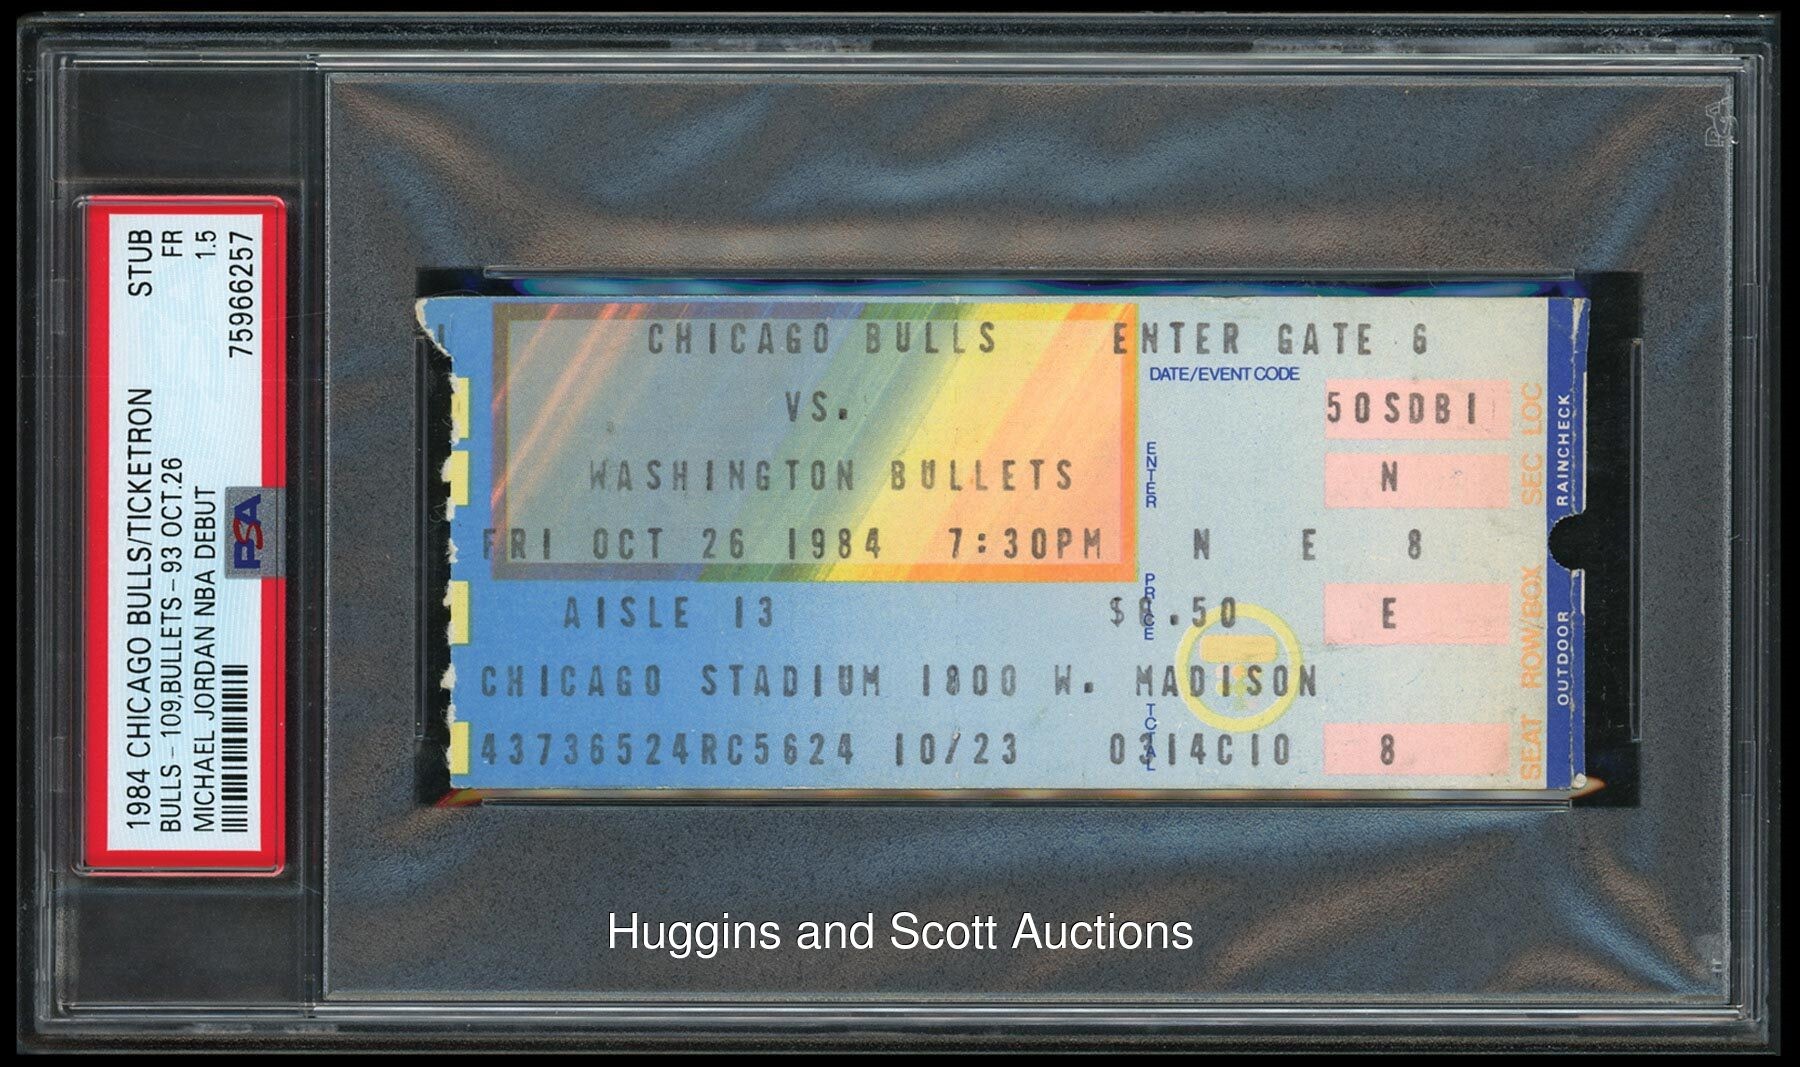 1984 CHICAGO BULLS/TICKETRON STUB
BULLS - 109,BULLETS - 93 OCT.26 FR
MICHAEL JORDAN NBA DEBUT 1.5
75966257
PSA
CHICAGO BULLS ENTER GATE 6
DATE/EVENT CODE
VS. 50SDB1
WASHINGTON BULLETS ENTER N
FRI OCT 26 1984 7:30PM N E 8
AISLE 13 PRICE E
CHICAGO STADIUM 1800 W. MADISON
TOTAL
43736524RC5624 10/23 0314C10 8
SEAT ROW/BOX SEC LOC
OUTDOOR RAINCHECK
PSA
Huggins and Scott Auctions